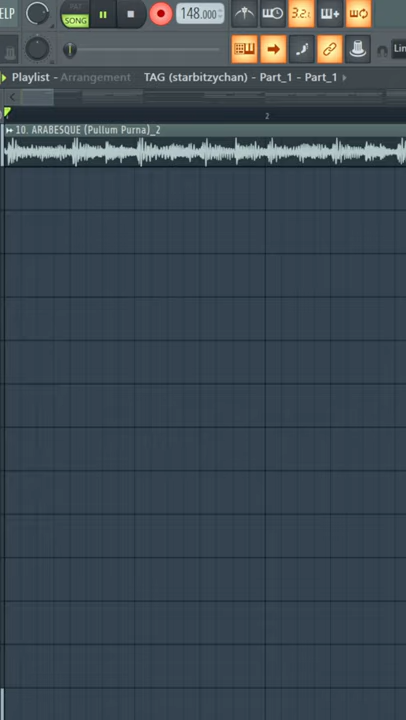 ELP
PAT
SONG
148.000
3.2.
Playlist - Arrangement TAG (starbitzychan) - Part_1 - Part_1
2
10. ARABESQUE (Pullum Purna)_2